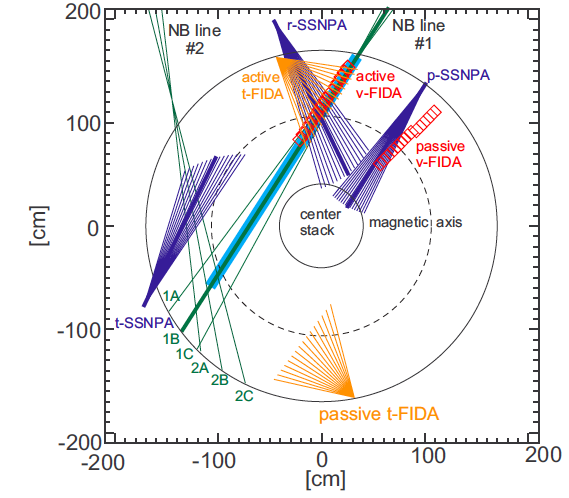 200
NB line
#2
r-SSNPA
NB line
#1
active
t-FIDA
active
v-FIDA
p-SSNPA
passive
v-FIDA
100
[cm]
0
center
stack
magnetic axis
1A
t-SSNPA
-100
1B
1C
2A
2B
2C
passive t-FIDA
-200
-200
-100
0
100
200
[cm]